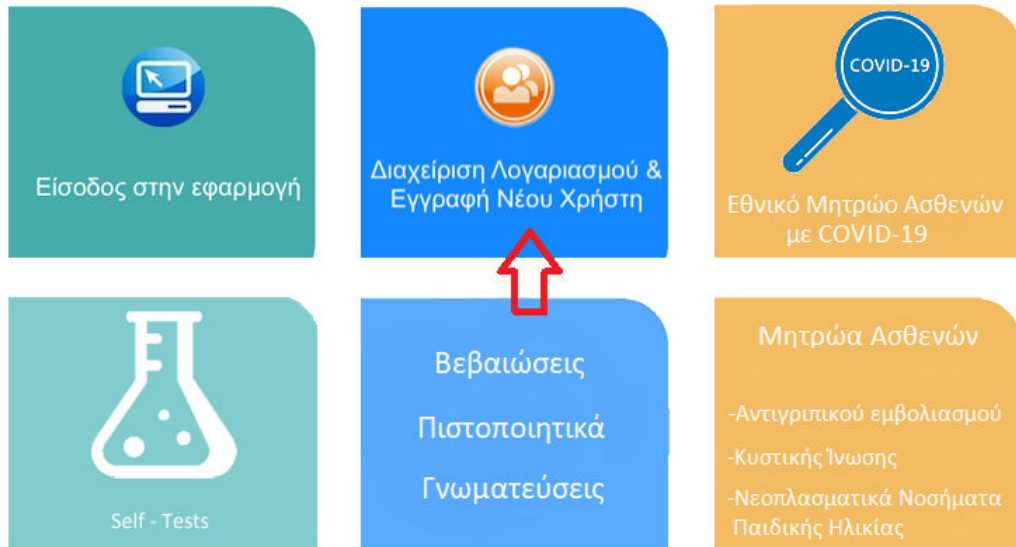 Είσοδος στην εφαρμογή
Διαχείριση Λογαριασμού &
Εγγραφή Νέου Χρήστη
COVID-19
Εθνικό Μητρώο Ασθενών
με COVID-19
Self - Tests
Βεβαιώσεις
Πιστοποιητικά
Γνωματεύσεις
Μητρώα Ασθενών
-Αντιγριπικού εμβολιασμού
-Κυστικής Ίνωσης
-Νεοπλασματικά Νοσήματα
Παιδικής Ηλικίας